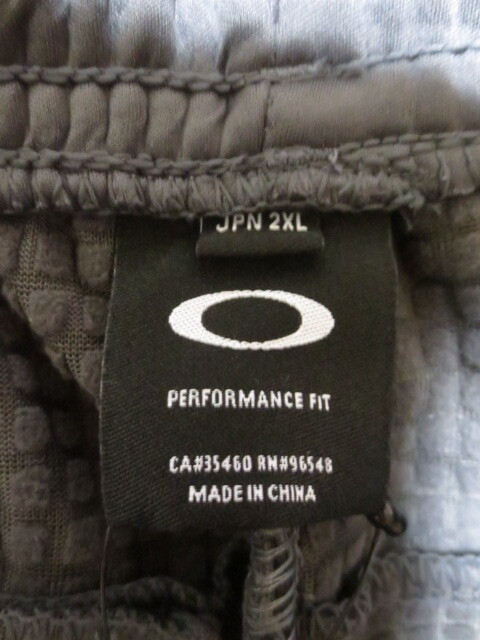 JPN 2XL
PERFORMANCE FIT
CA#35460 RN#96548
MADE IN CHINA